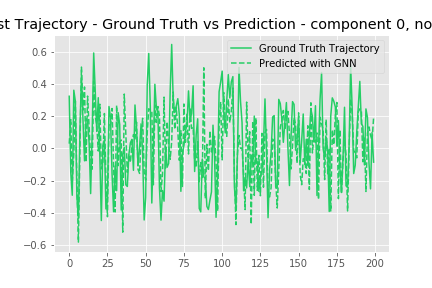 st Trajectory - Ground Truth vs Prediction - component 0, no
Ground Truth Trajectory
Predicted with GNN
0.6
0.4
0.2
0.0
−0.2
−0.4
−0.6
0 25 50 75 100 125 150 175 200